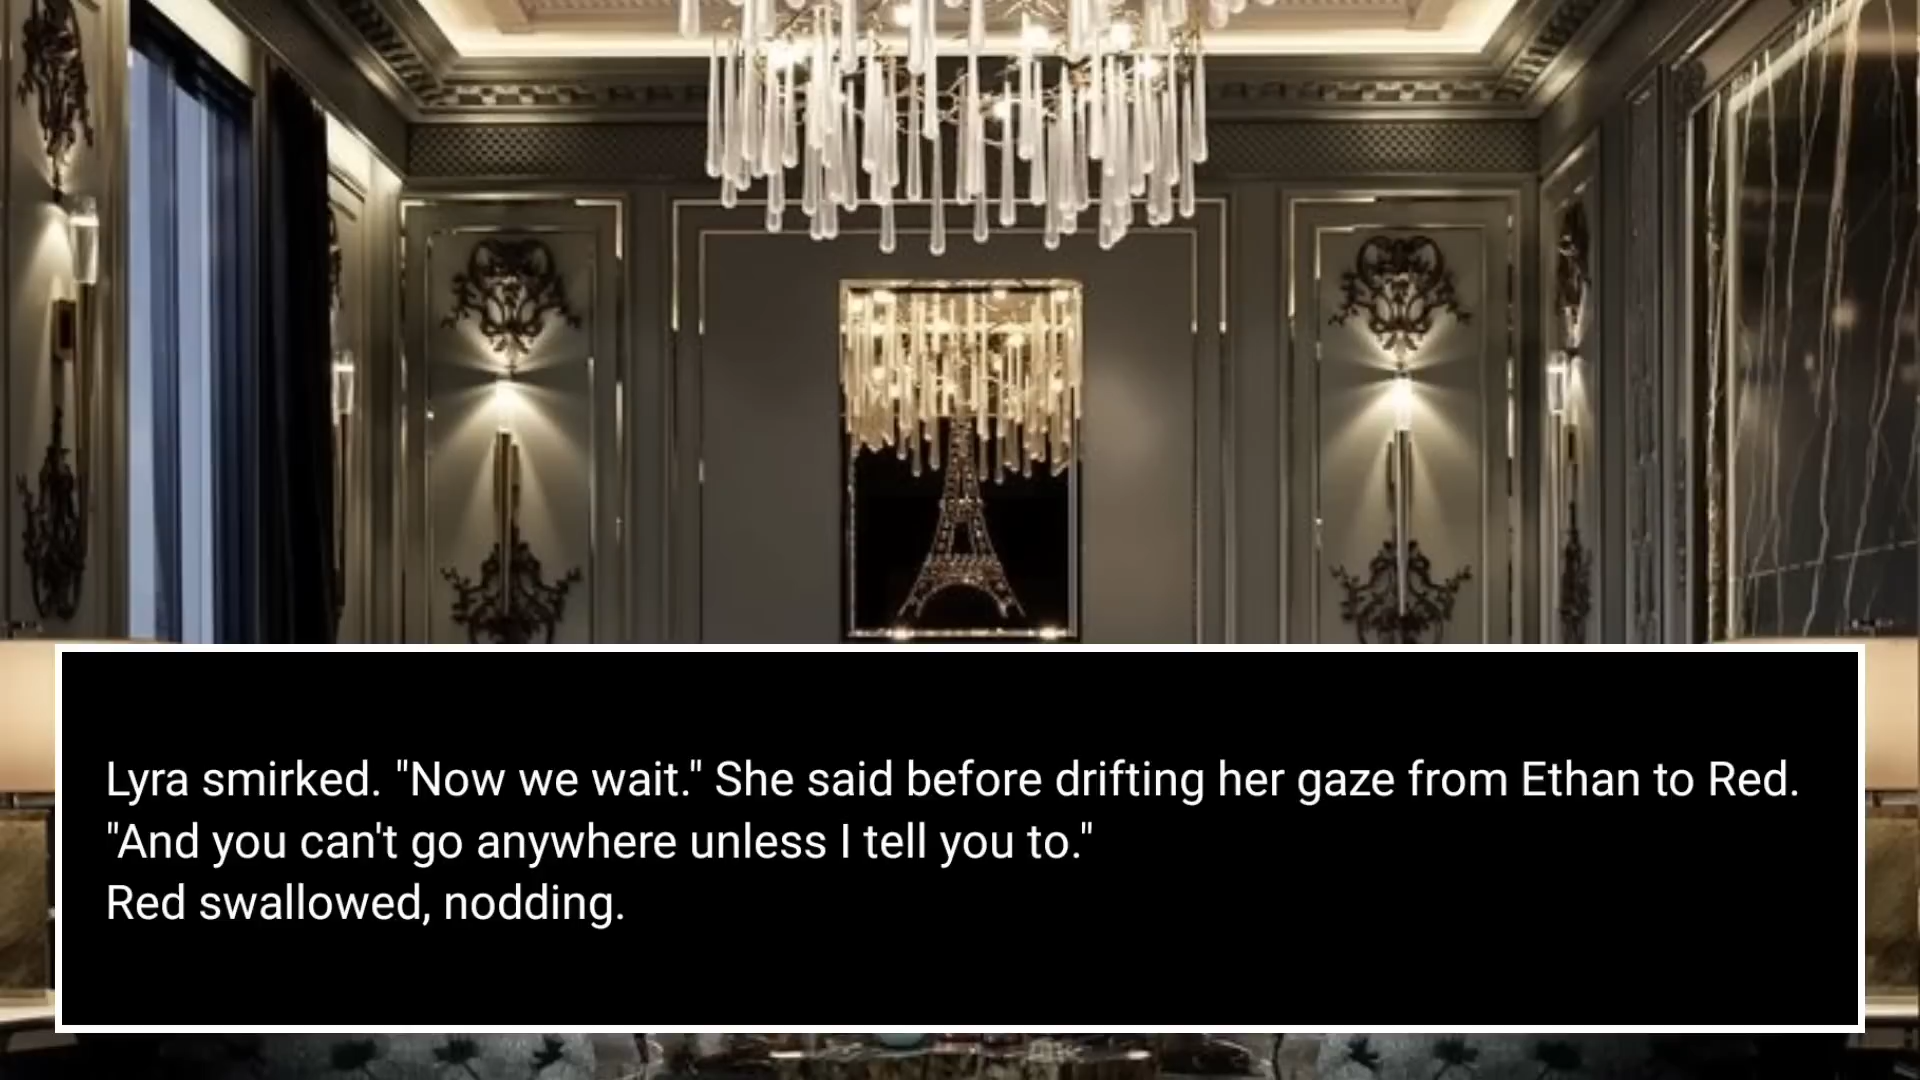 Lyra smirked. "Now we wait." She said before drifting her gaze from Ethan to Red.
"And you can't go anywhere unless I tell you to."
Red swallowed, nodding.